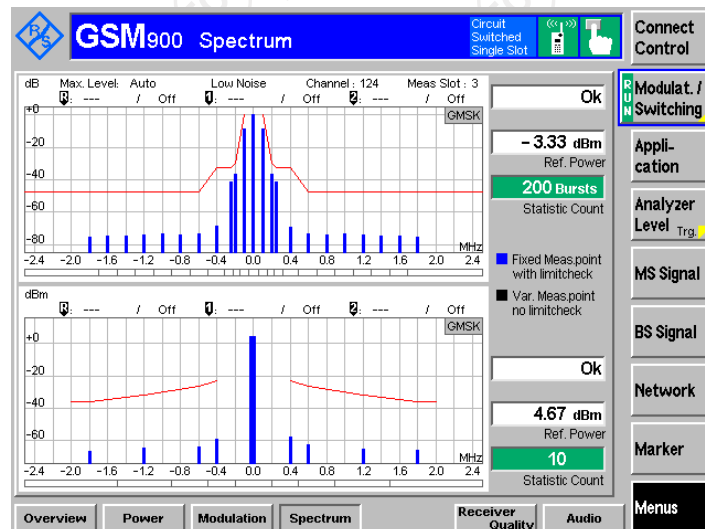 R/S
GSM900 Spectrum
Circuit
Switched
Single Slot
Connect
Control
dB Max. Level: Auto Low Noise Channel : 124 Meas Slot : 3
R: --- / Off 1: --- / Off 2: --- / Off
GMSK
+0
-20
-40
-60
-80
MHz
-2.4 -2.0 -1.6 -1.2 -0.8 -0.4 0.0 0.4 0.8 1.2 1.6 2.0 2.4
Ok
- 3.33 dBm
Ref. Power
200 Bursts
Statistic Count
Fixed Meas.point
with limitcheck
Var. Meas.point
no limitcheck
dBm
R: --- / Off 1: --- / Off 2: --- / Off
GMSK
+0
-20
-40
-60
MHz
-2.4 -2.0 -1.6 -1.2 -0.8 -0.4 0.0 0.4 0.8 1.2 1.6 2.0 2.4
Ok
4.67 dBm
Ref. Power
10
Statistic Count
RUN
Modulat. /
Switching
Appli-
cation
Analyzer
Level Trg.
MS Signal
BS Signal
Network
Marker
Menus
Overview Power Modulation Spectrum Receiver
Quality Audio